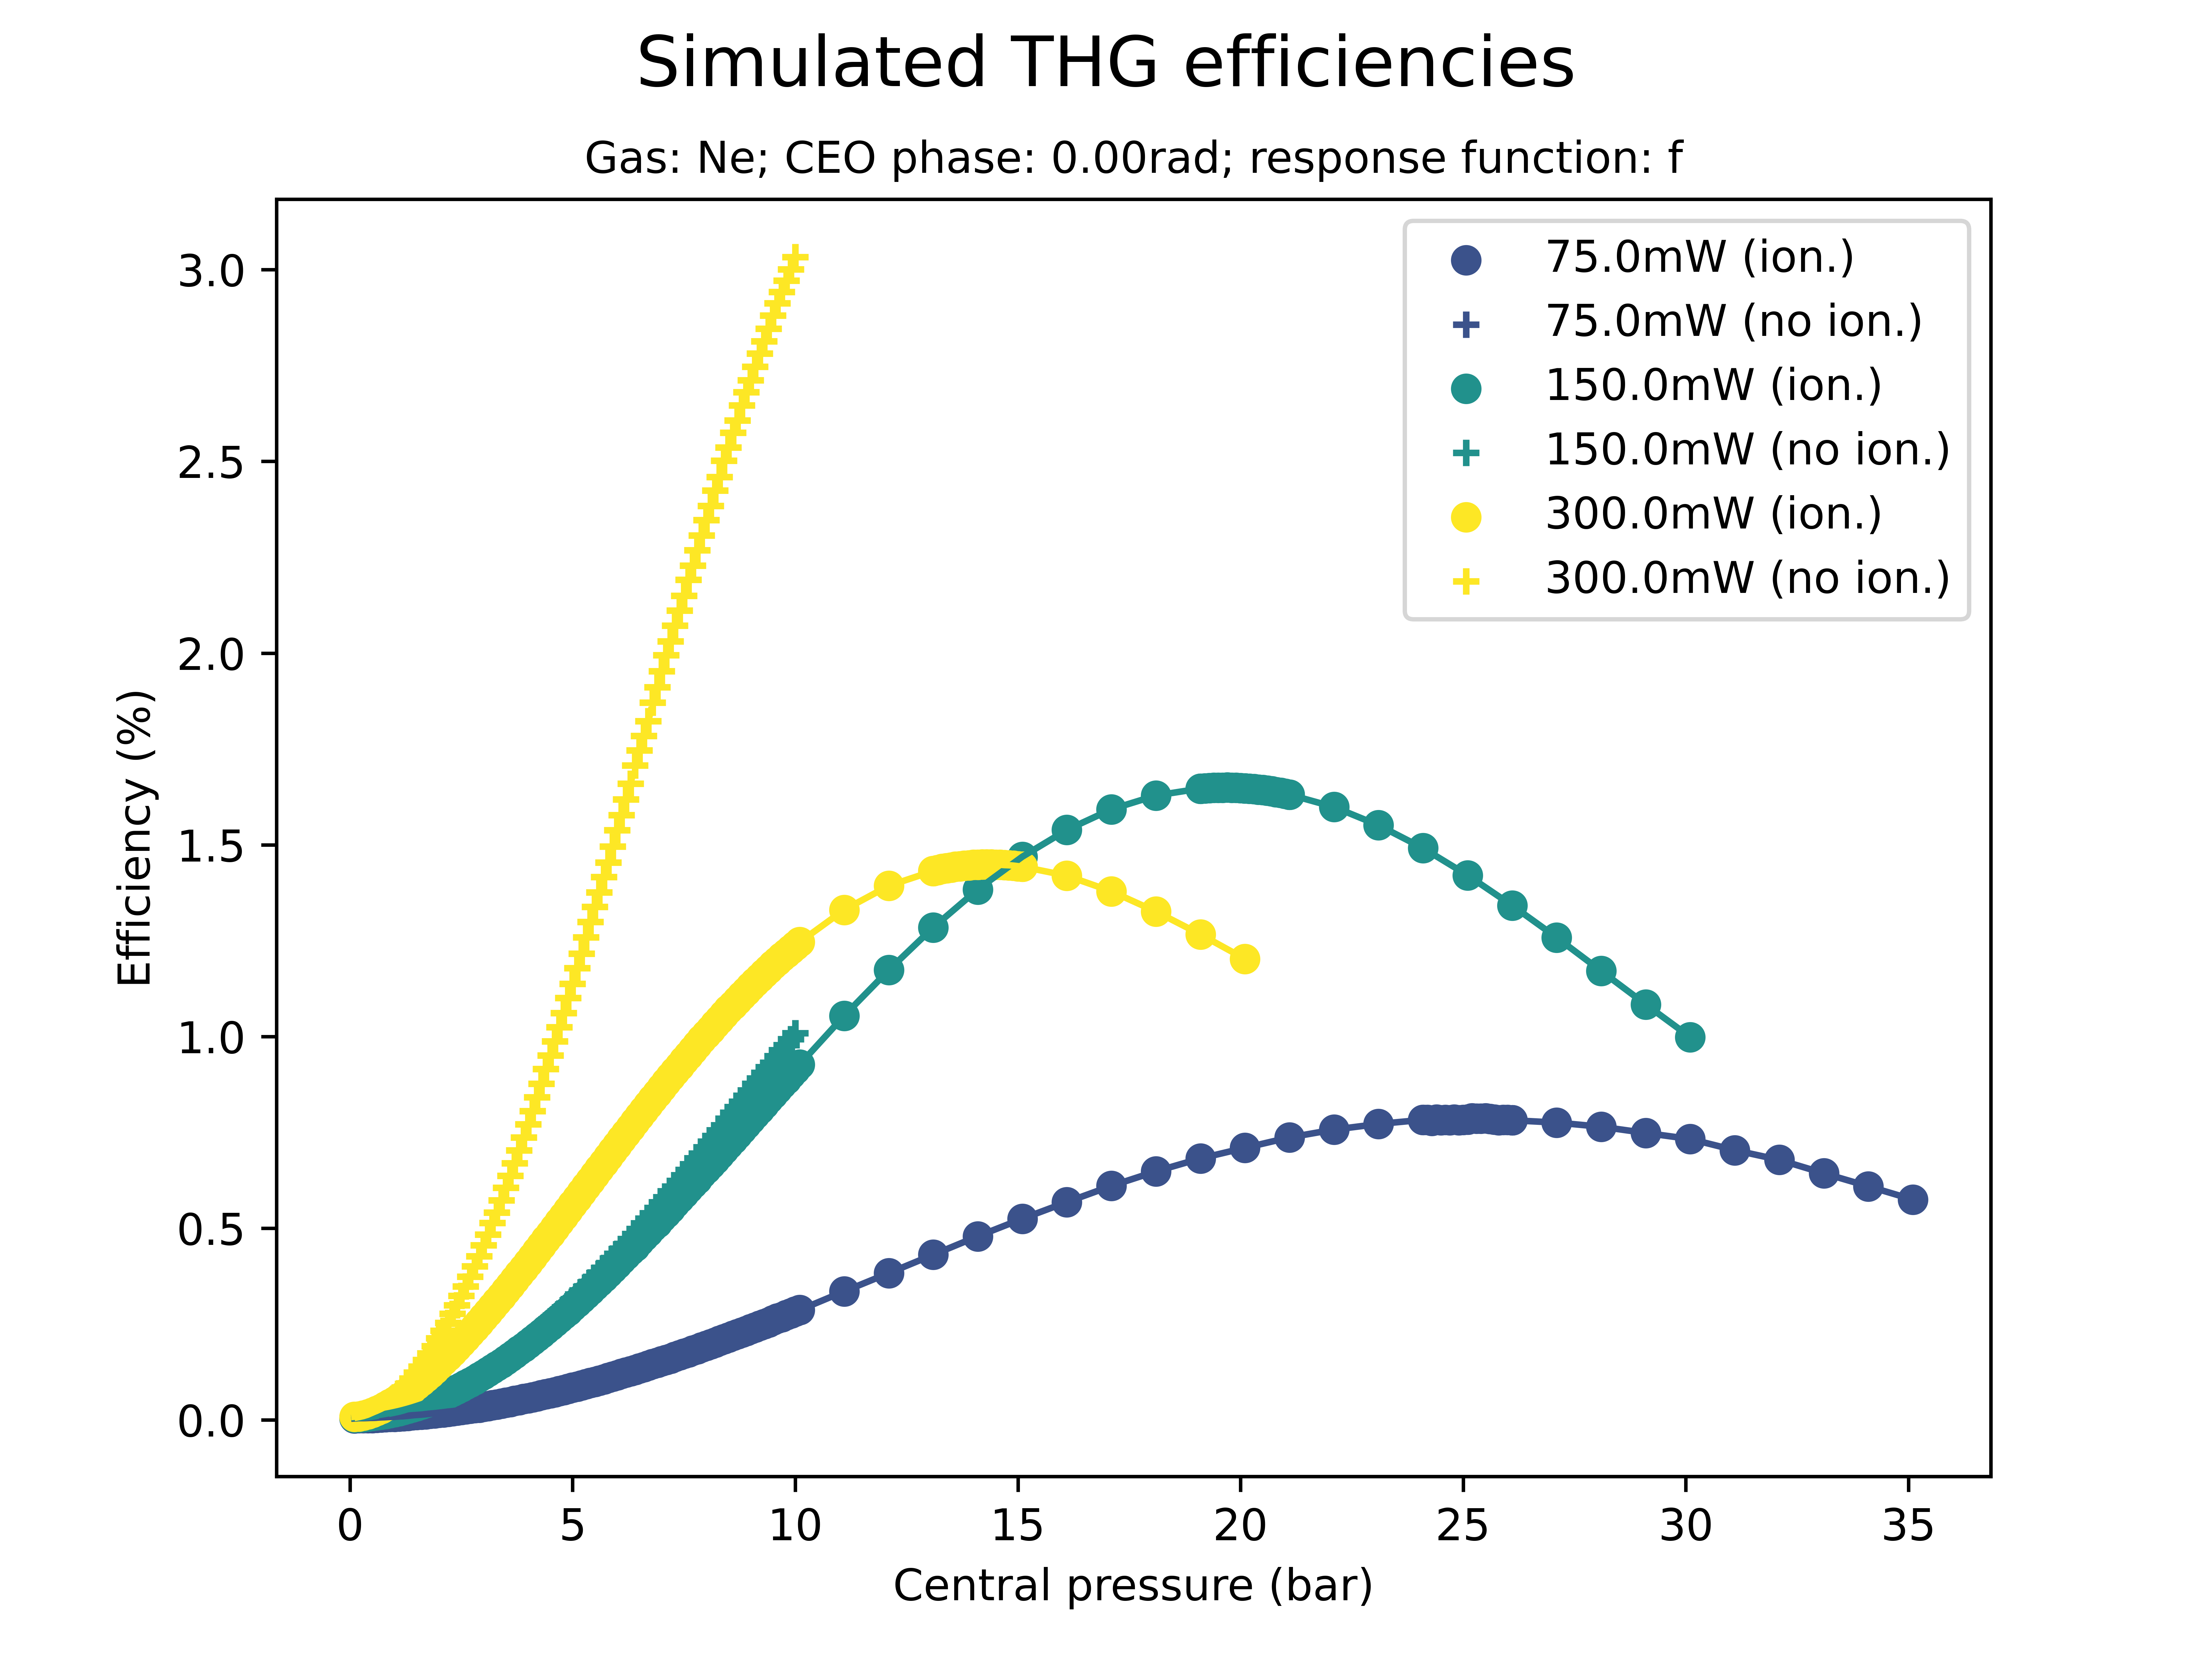 Simulated THG efficiencies
Gas: Ne; CEO phase: 0.00rad; response function: f
3.0
2.5
2.0
1.5
1.0
0.5
0.0
Efficiency (%)
75.0mW (ion.)
75.0mW (no ion.)
150.0mW (ion.)
150.0mW (no ion.)
300.0mW (ion.)
300.0mW (no ion.)
0 5 10 15 20 25 30 35
Central pressure (bar)